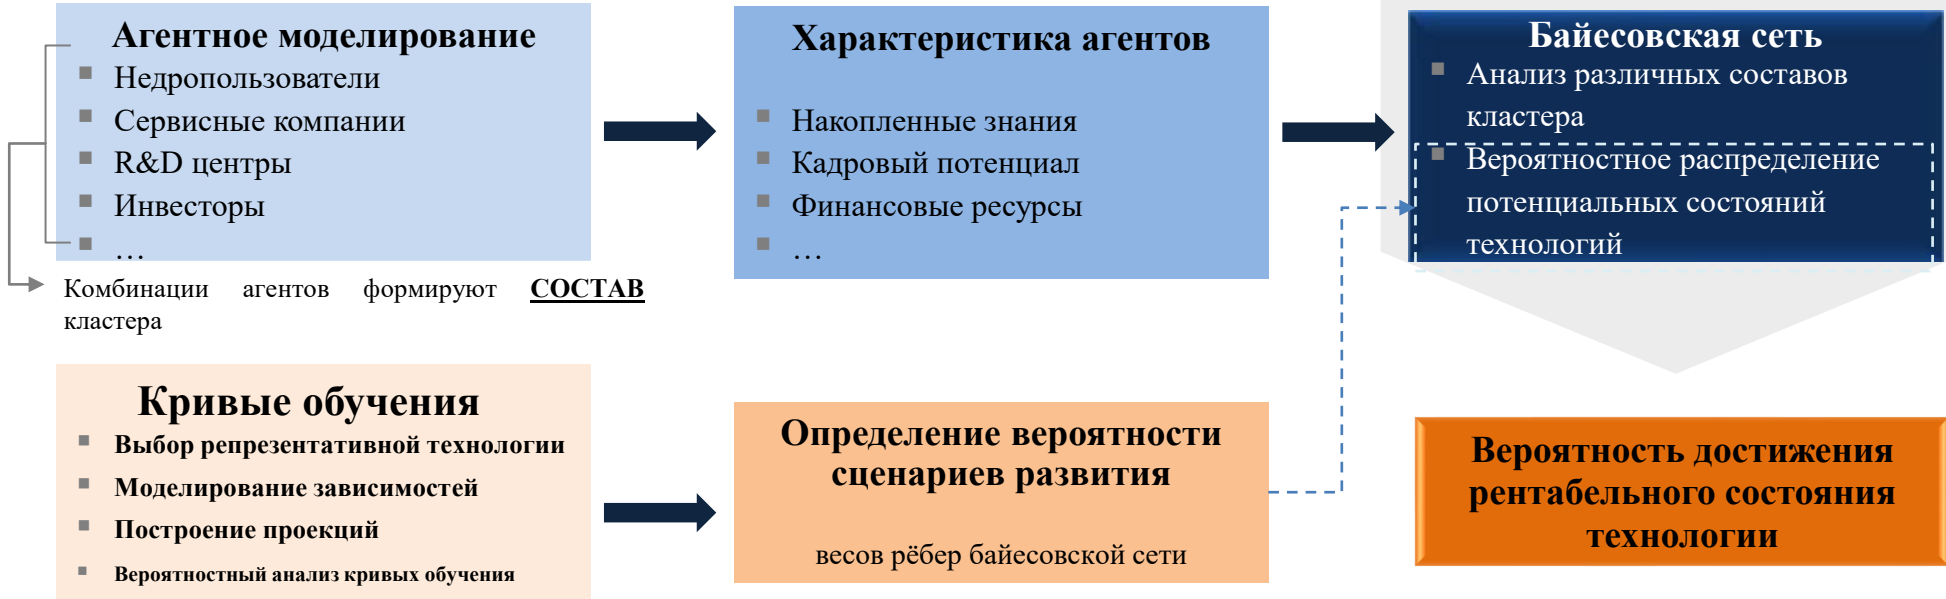 Агентное моделирование
Недропользователи
Сервисные компании
R&D центры
Инвесторы
…
Комбинации агентов формируют СОСТАВ
кластера
Характеристика агентов
Накопленные знания
Кадровый потенциал
Финансовые ресурсы
…
Байесовская сеть
Анализ различных составов
кластера
Вероятностное распределение
потенциальных состояний
технологий
Кривые обучения
Выбор репрезентативной технологии
Моделирование зависимостей
Построение проекций
Вероятностный анализ кривых обучения
Определение вероятности
сценариев развития
весов рёбер байесовской сети
Вероятность достижения
рентабельного состояния
технологии